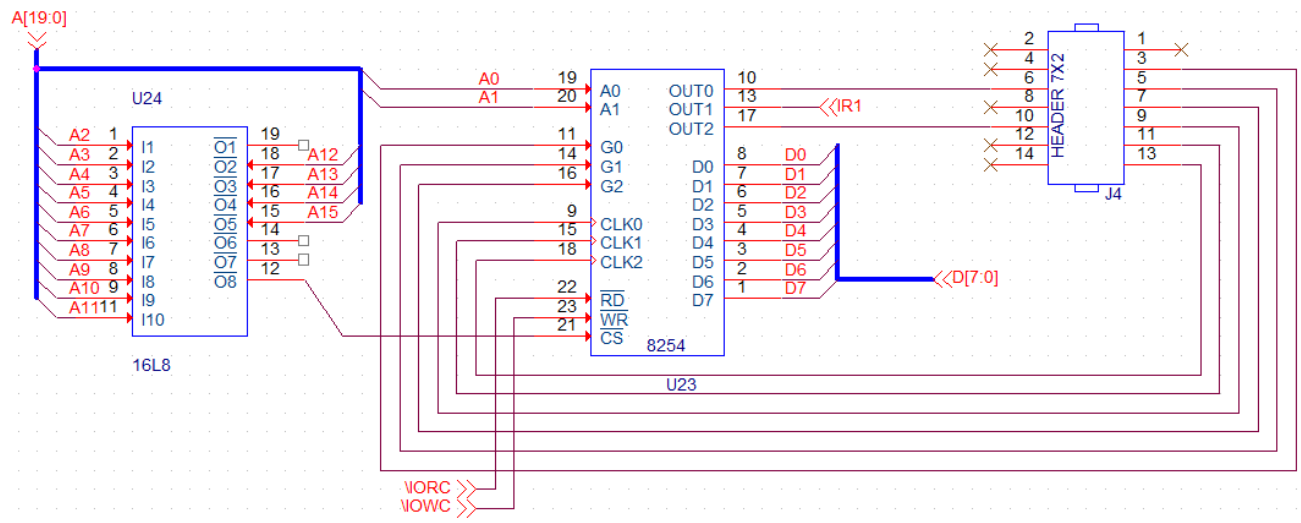 A[19:0]
U24
A2 1 I1
A3 2 I2
A4 3 I3
A5 4 I4
A6 5 I5
A7 6 I6
A8 7 I7
A9 8 I8
A10 9 I9
A11 11 I10
O1 19
O2 18 A12
O3 17 A13
O4 16 A14
O5 15 A15
O6 14
O7 13
O8 12
16L8
A0 19 A0
A1 20 A1
11 G0
14 G1
16 G2
9 CLK0
15 CLK1
18 CLK2
22 RD
23 WR
21 CS
OUT0 10
OUT1 13 IR1
OUT2 17
D0 8 D0
D1 7 D1
D2 6 D2
D3 5 D3
D4 4 D4
D5 3 D5
D6 2 D6
D7 1 D7
8254
U23
D[7:0]
\IORC
\IOWC
2 1
4 3
6 5
8 7
10 9
12 11
14 13
HEADER 7X2
J4